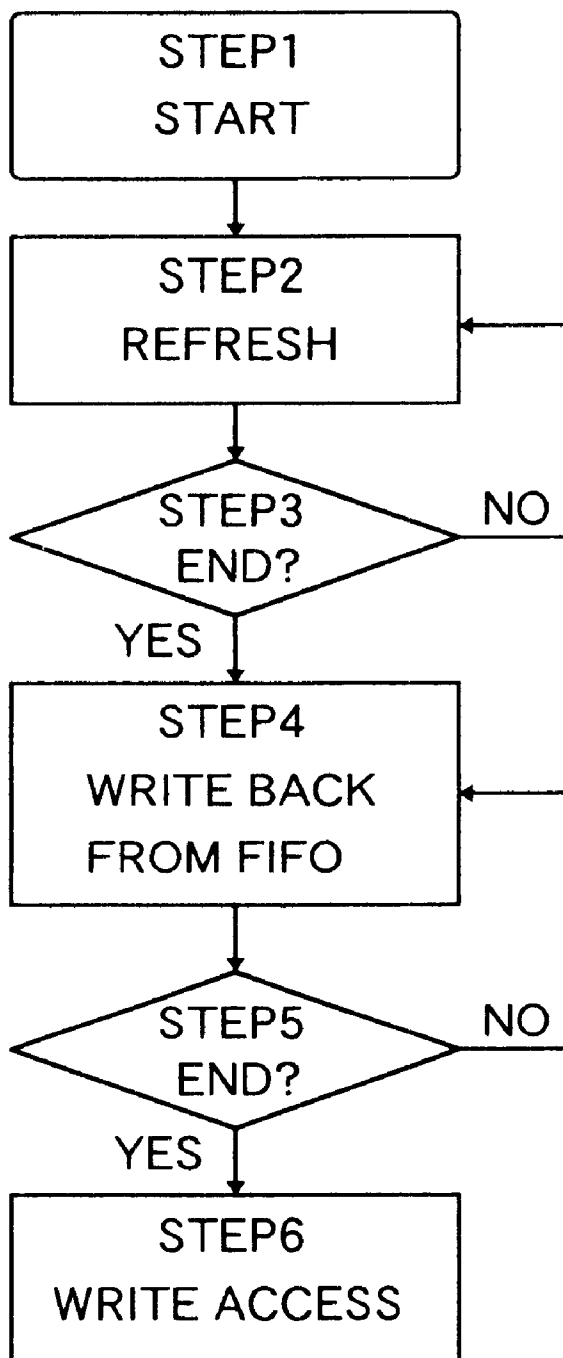 STEP1
START
STEP2
REFRESH
STEP3
END?
NO
YES
STEP4
WRITE BACK
FROM FIFO
STEP5
END?
NO
YES
STEP6
WRITE ACCESS